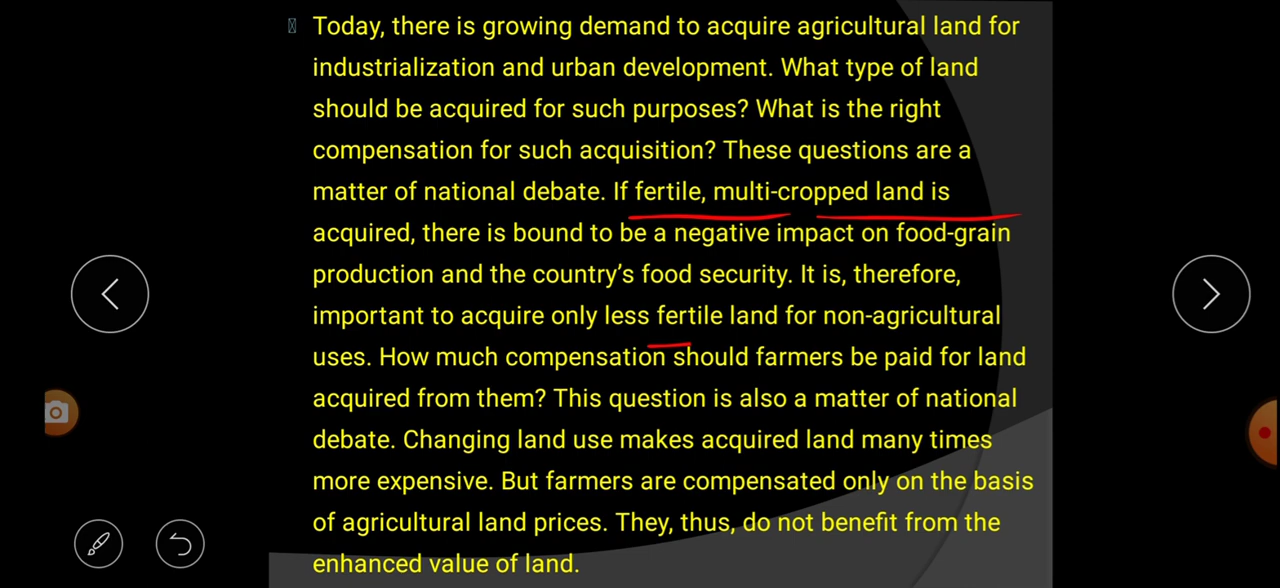 Today, there is growing demand to acquire agricultural land for
industrialization and urban development. What type of land
should be acquired for such purposes? What is the right
compensation for such acquisition? These questions are a
matter of national debate. If fertile, multi-cropped land is
acquired, there is bound to be a negative impact on food-grain
production and the country’s food security. It is, therefore,
important to acquire only less fertile land for non-agricultural
uses. How much compensation should farmers be paid for land
acquired from them? This question is also a matter of national
debate. Changing land use makes acquired land many times
more expensive. But farmers are compensated only on the basis
of agricultural land prices. They, thus, do not benefit from the
enhanced value of land.